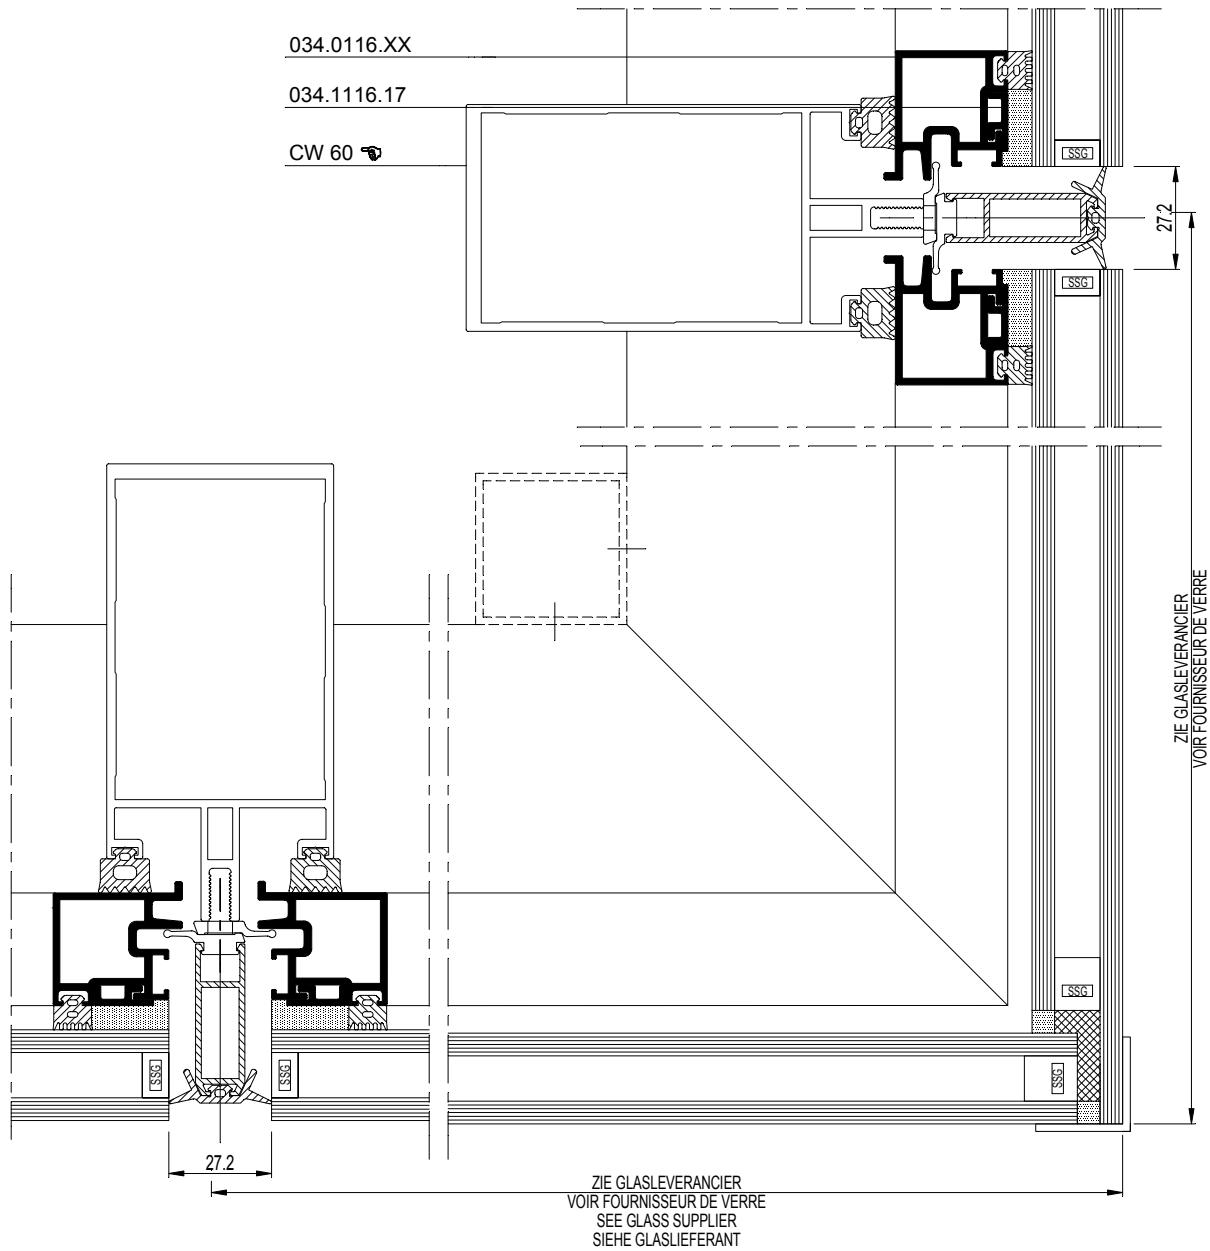 034.0116.XX
034.1116.17
CW 60
SSG
27.2
SSG
ZIE GLASLEVERANCIER
VOIR FOURNISSEUR DE VERRE
SSG
SSG
SSG
SSG
27.2
ZIE GLASLEVERANCIER
VOIR FOURNISSEUR DE VERRE
SEE GLASS SUPPLIER
SIEHE GLASLIEFERANT